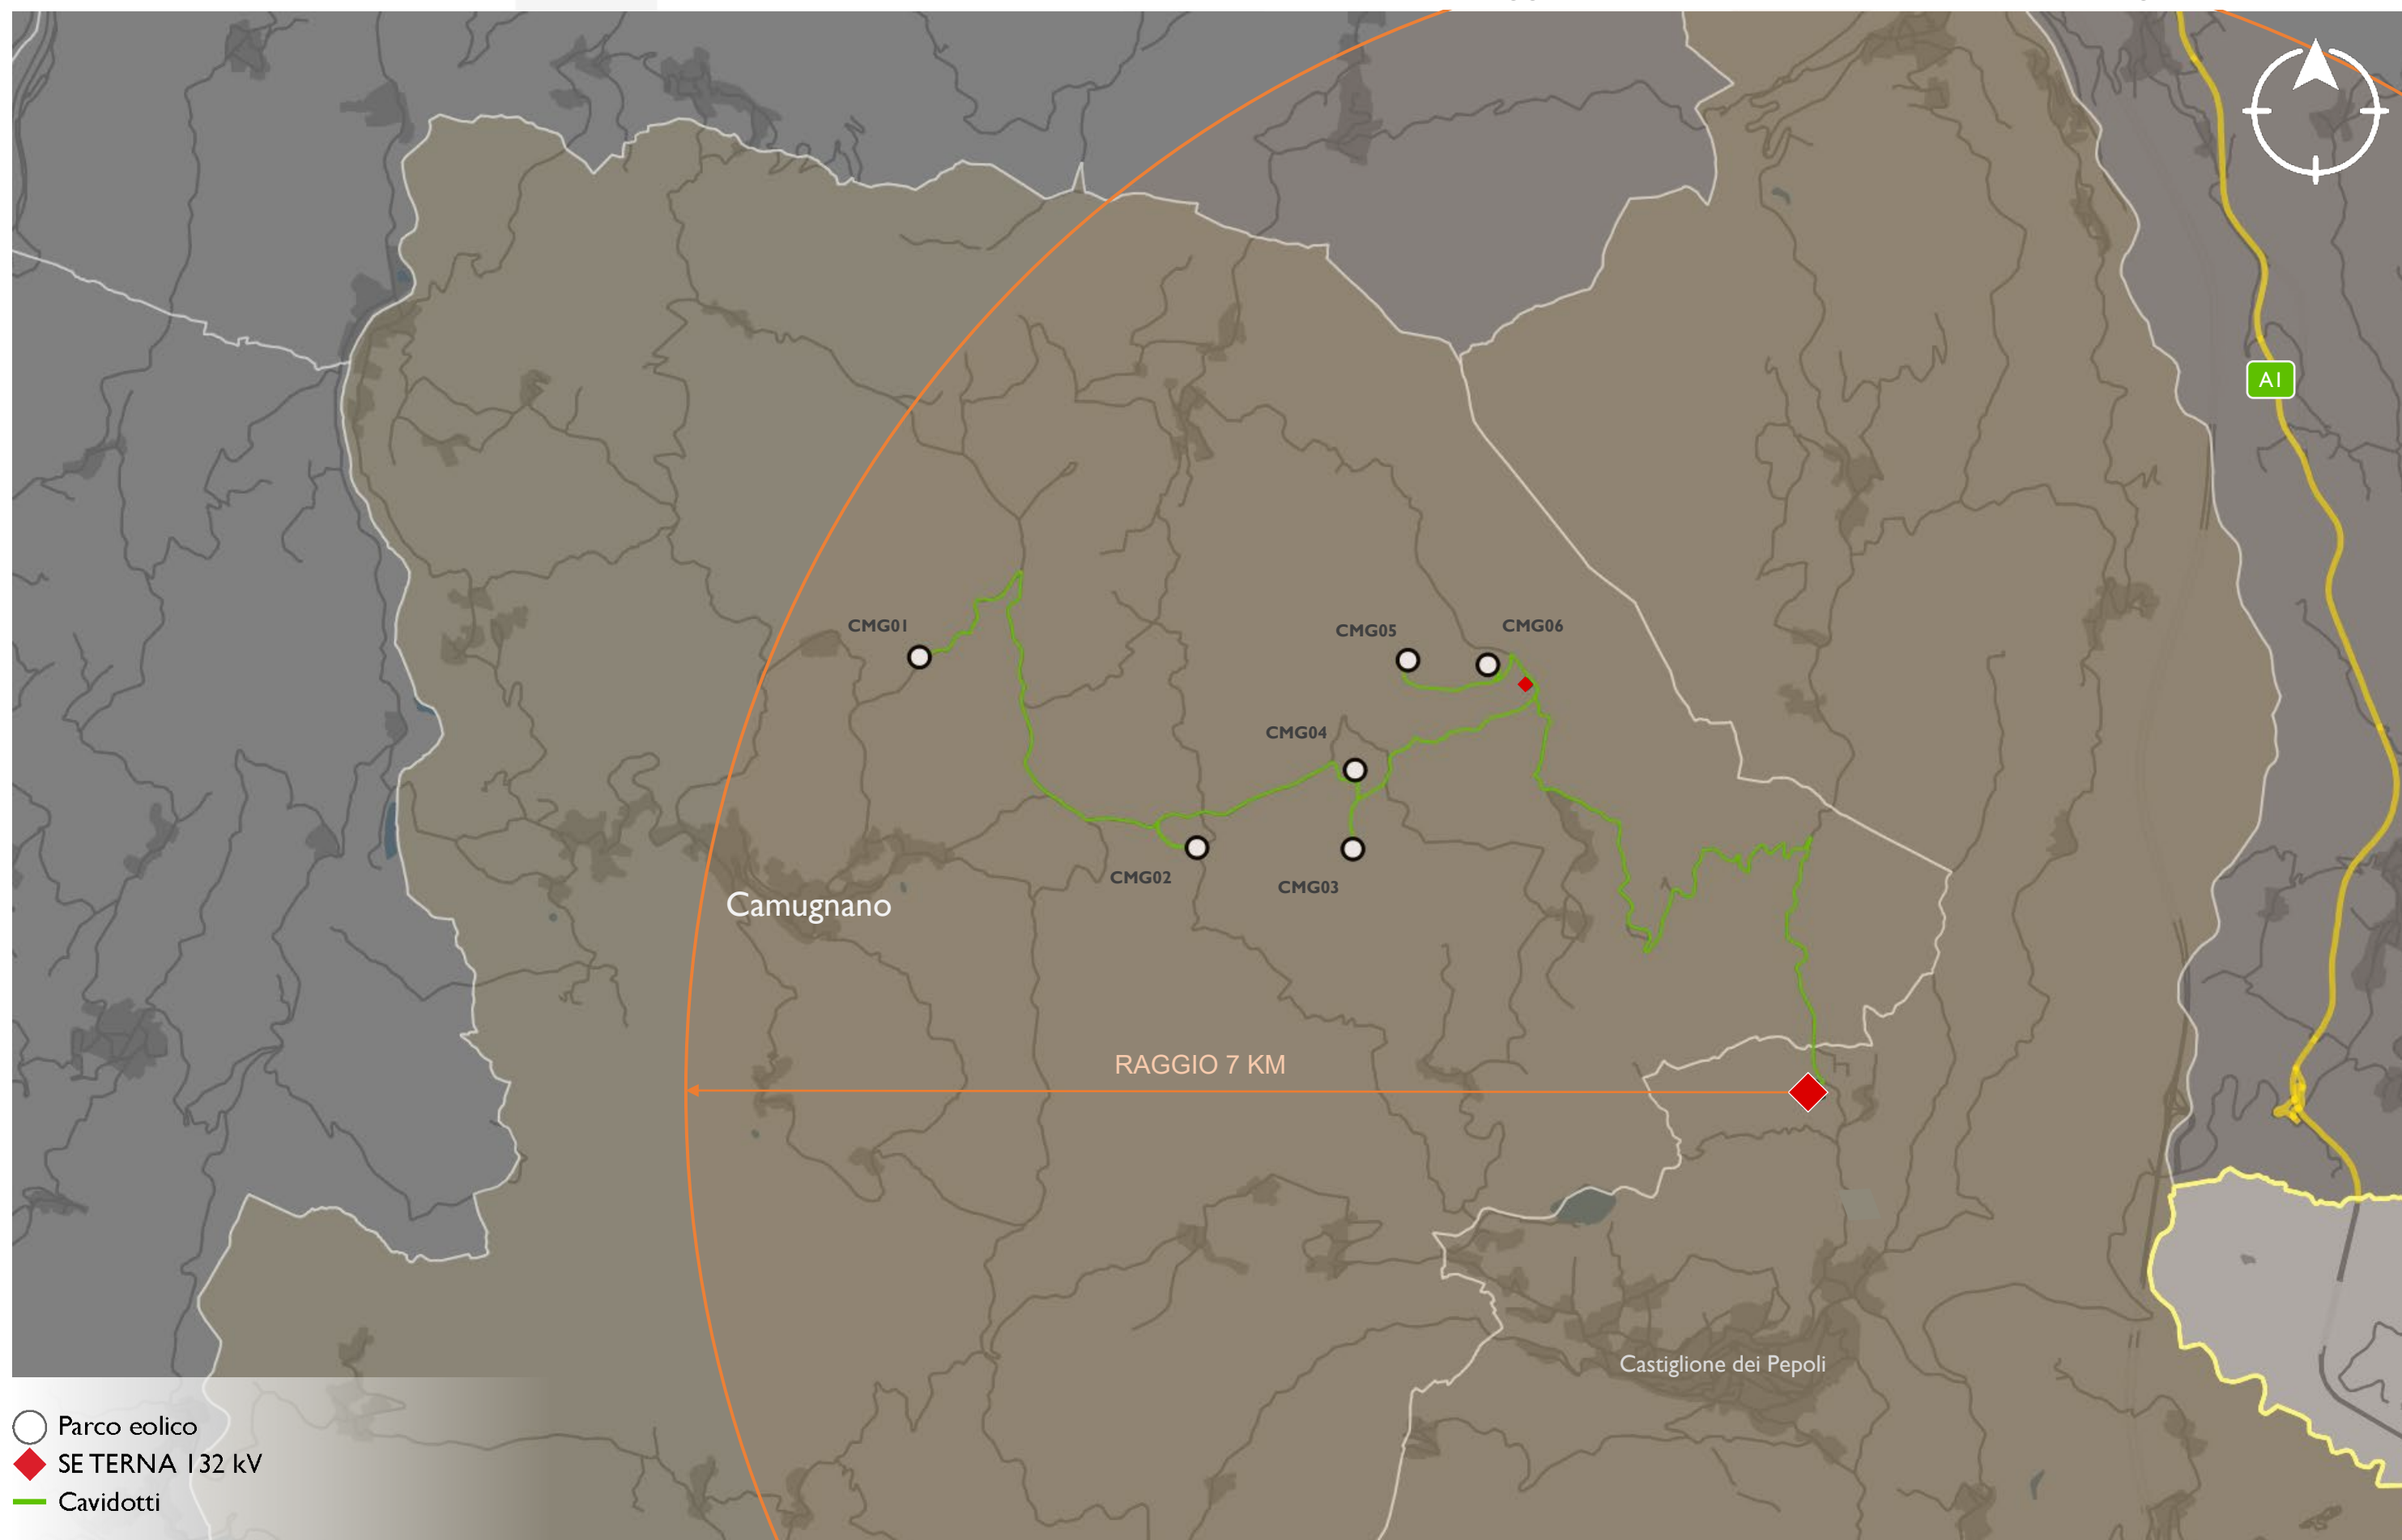 A1
CMG01
CMG05
CMG06
CMG04
CMG02
CMG03
Camugnano
RAGGIO 7 KM
Castiglione dei Pepoli
Parco eolico
SE TERNA 132 kV
Cavidotti